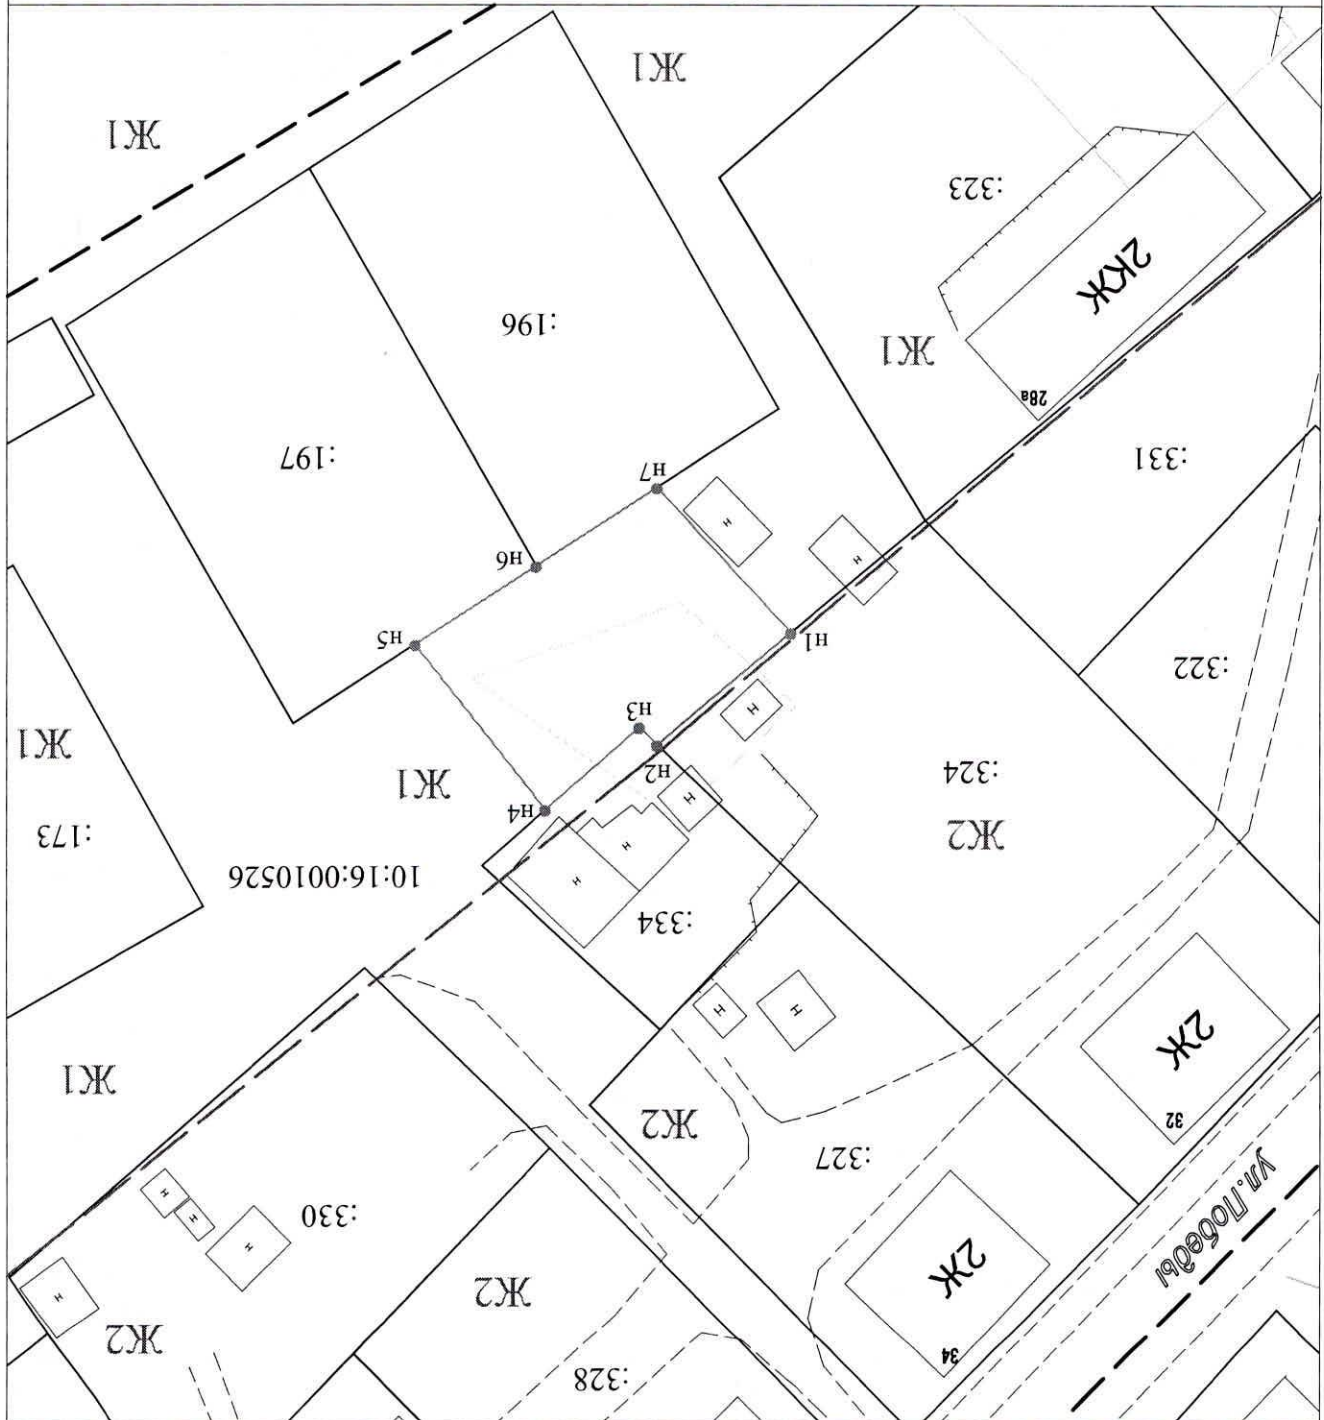 :328
Ж2
34
2Ж
Ж2
:330
н
н
н
н
ул.Победы
32
2Ж
:327
Ж2
Ж1
н
н
:334
н
н
н
10:16:0010526
:173
Ж1
Ж2
:324
Ж1
н4
н2
н3
н
н1
:322
н5
н6
н7
н
н
:331
:197
28а
Ж1
:196
2КЖ
:323
Ж1
Ж1